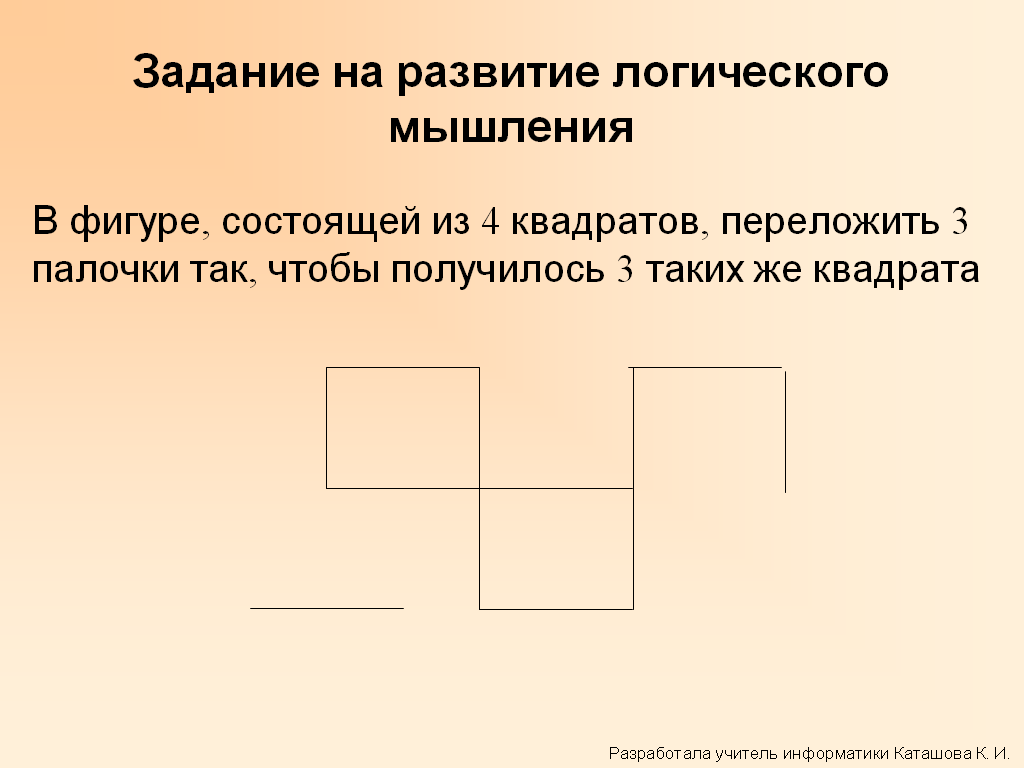 Задание на развитие логического
мышления
В фигуре, состоящей из 4 квадратов, переложить 3
палочки так, чтобы получилось 3 таких же квадрата
Разработала учитель информатики Каташова К. И.